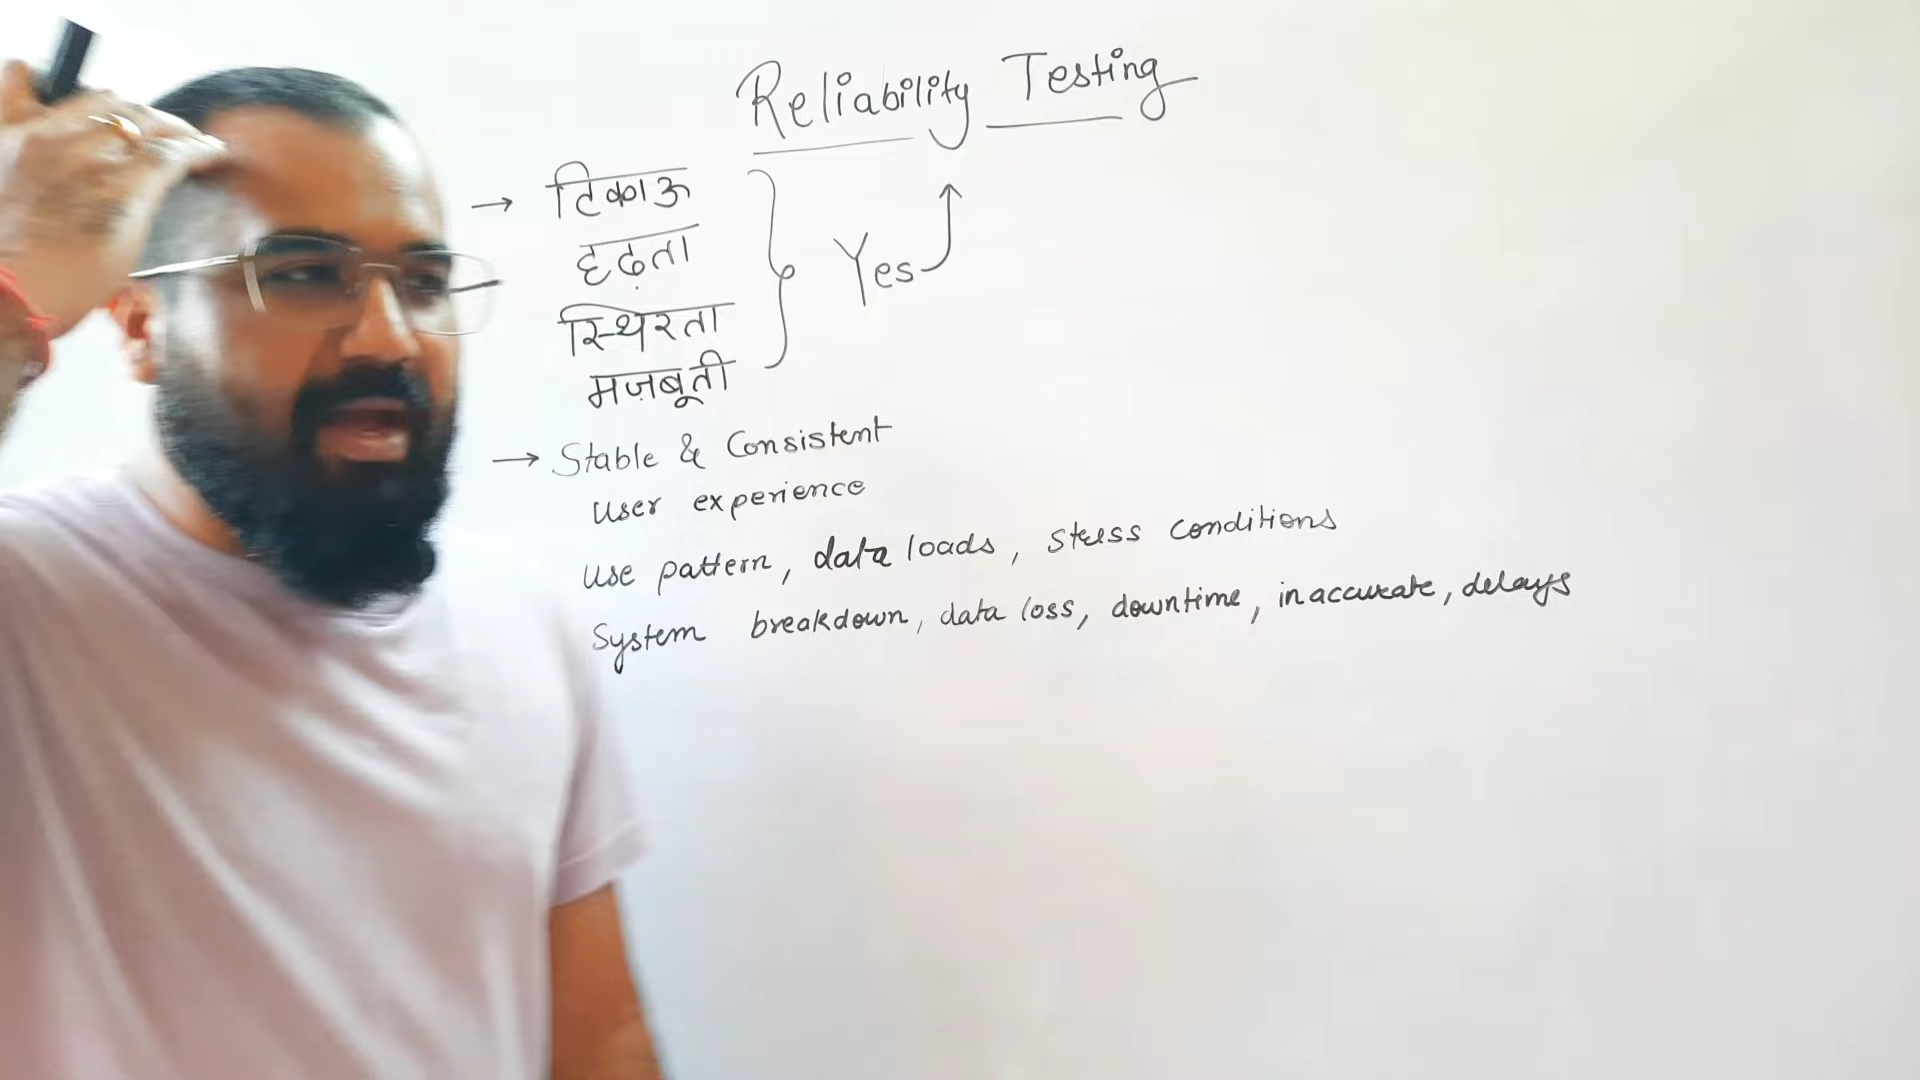 Reliability Testing
→ टिकाऊ
दृढ़ता
स्थिरता
मज़बूती
Yes
→ Stable & Consistent
User experience
use pattern, data loads, stress conditions
System breakdown, data loss, downtime, inaccurate, delays